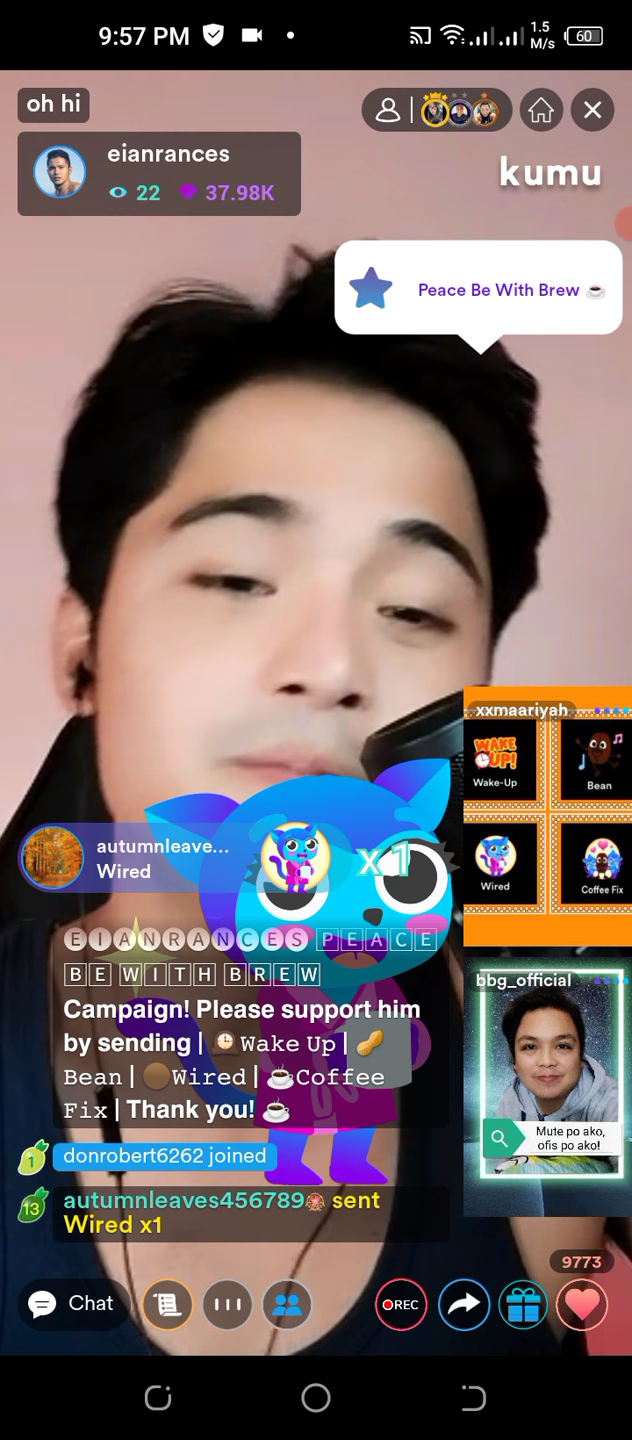 9:57 PM
1.5
M/s
60
oh hi
eianrances
22 37.98K
kumu
Peace Be With Brew ☕
xxmaariyah
WAKE UP!
Wake-Up
Bean
Wired
Coffee Fix
autumnleave...
Wired
x1
🅔🅘🅐🅝🅡🅐🅝🅒🅔🅢 🄿🄴🄰🄲🄴
🄱🄴 🅆🄸🅃🄷 🄱🅁🄴🅆
Campaign! Please support him
by sending | 🕒Wake Up | 🥜
Bean | 🟤Wired | ☕Coffee
Fix | Thank you! ☕
bbg_official
Mute po ako,
ofis po ako!
1 donrobert6262 joined
13 autumnleaves456789 sent
Wired x1
9773
Chat
REC